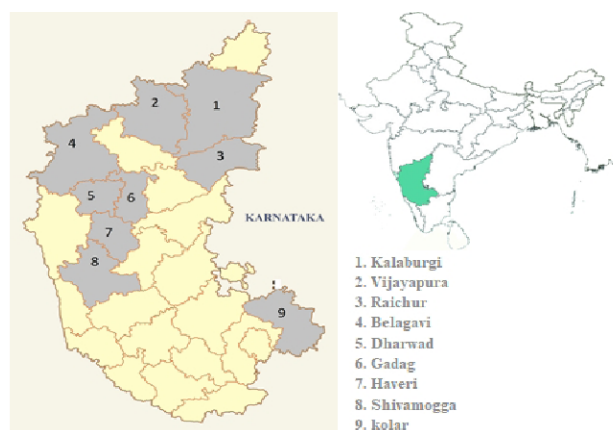 2
1
4
3
5
6
7
8
9
KARNATAKA
1. Kalaburgi
2. Vijayapura
3. Raichur
4. Belagavi
5. Dharwad
6. Gadag
7. Haveri
8. Shivamogga
9. kolar